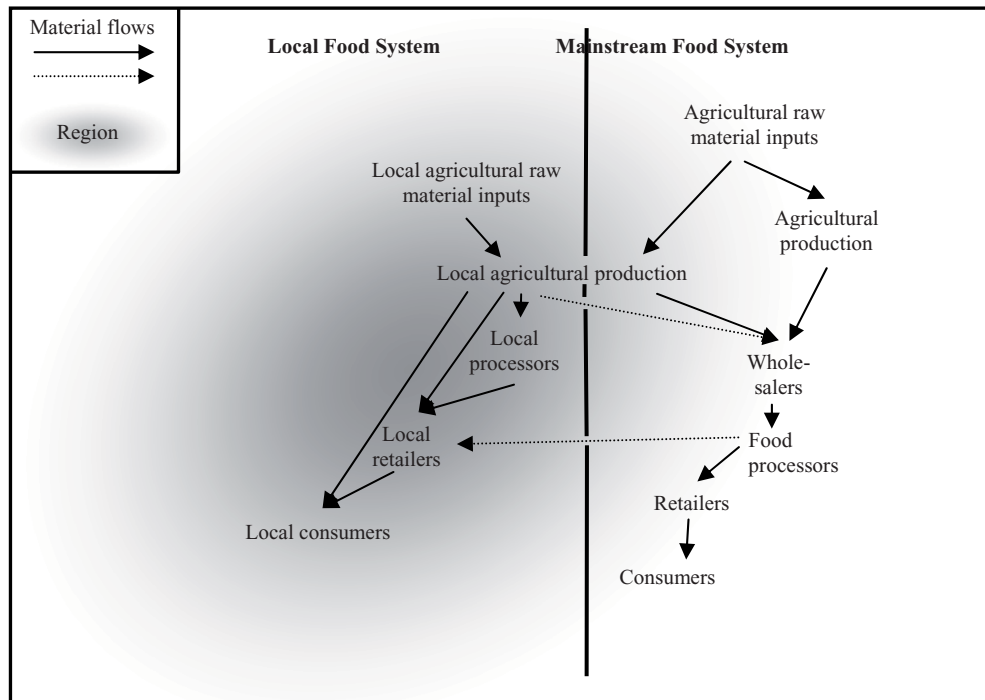 Material flows
Region
Local Food System
Mainstream Food System
Agricultural raw
material inputs
Local agricultural raw
material inputs
Agricultural
production
Local agricultural production
Local
processors
Whole-
salers
Local
retailers
Food
processors
Retailers
Local consumers
Consumers